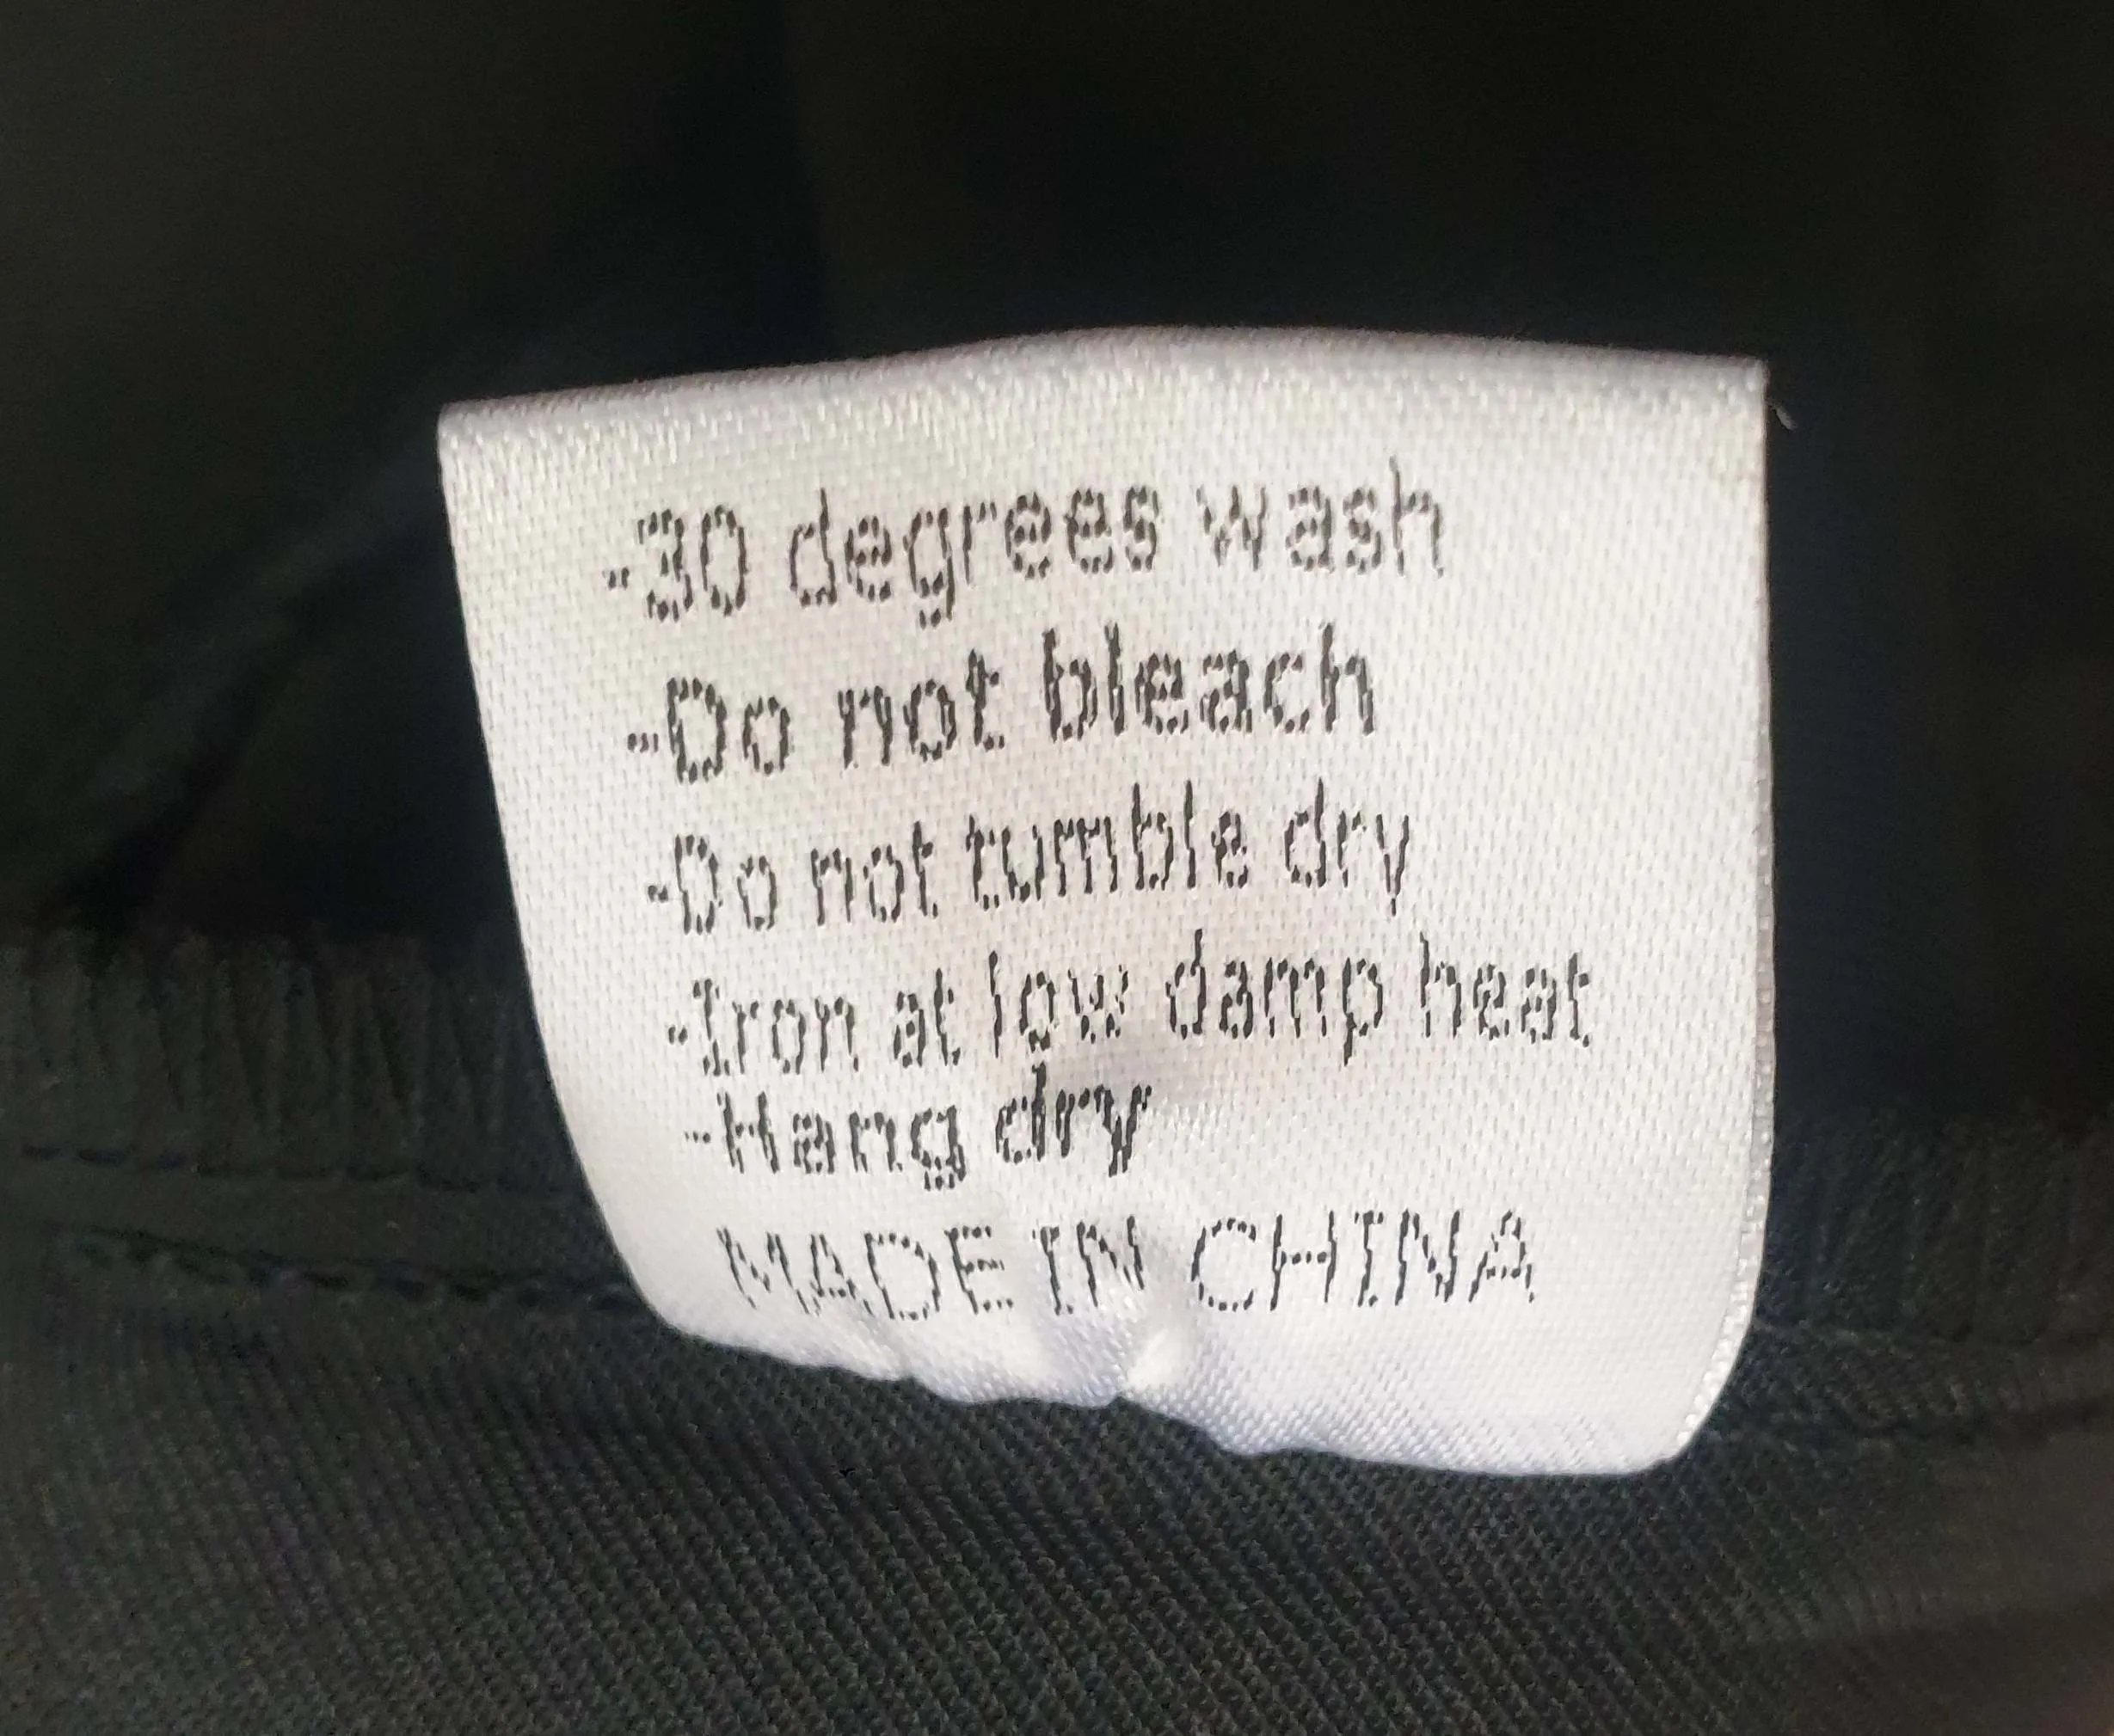 -30 degrees wash
-Do not bleach
-Do not tumble dry
-Iron at low damp heat
-Hang dry
MADE IN CHINA